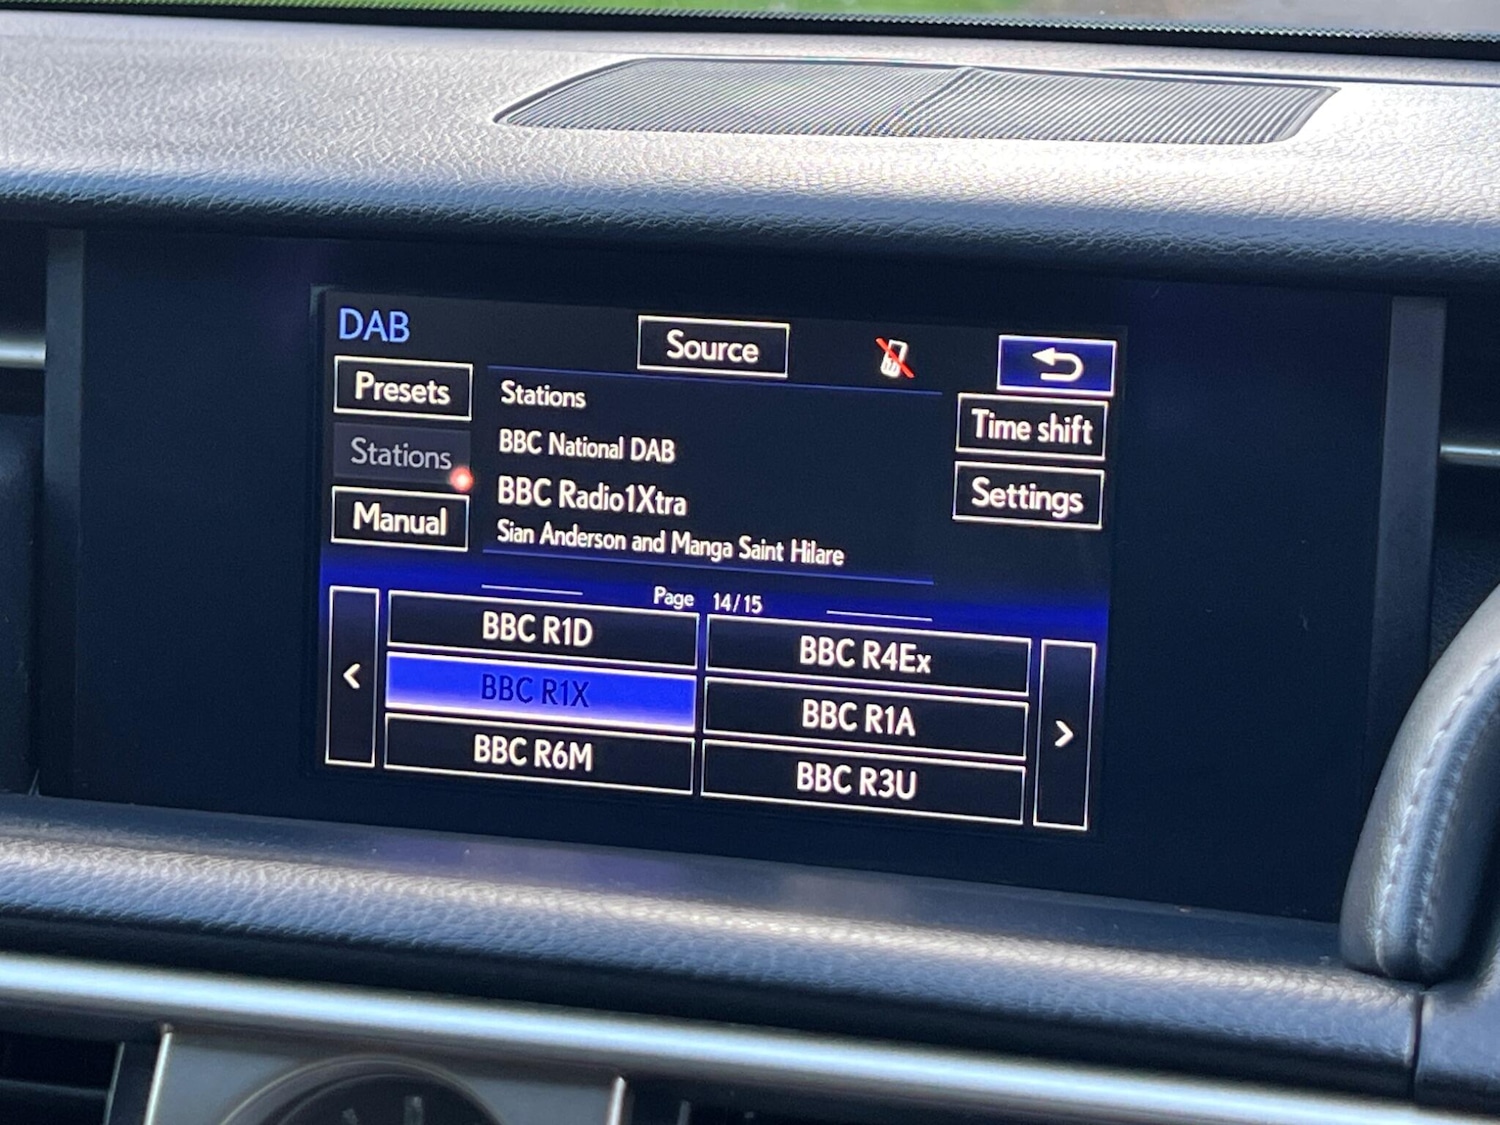 DAB
Source
Presets
Stations
Manual
Stations
BBC National DAB
BBC Radio1Xtra
Sian Anderson and Manga Saint Hilare
Time shift
Settings
Page 14/15
<
BBC R1D
BBC R4Ex
BBC R1X
BBC R1A
BBC R6M
BBC R3U
>